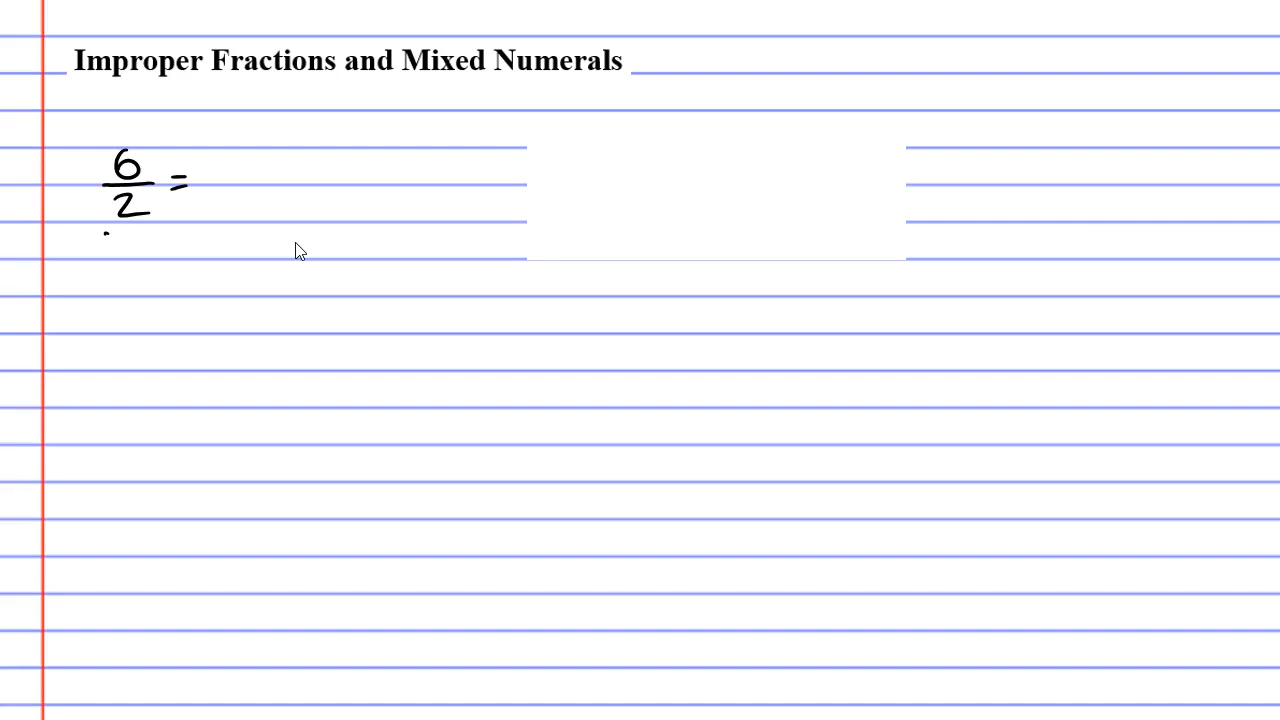 Improper Fractions and Mixed Numerals
6/2 =